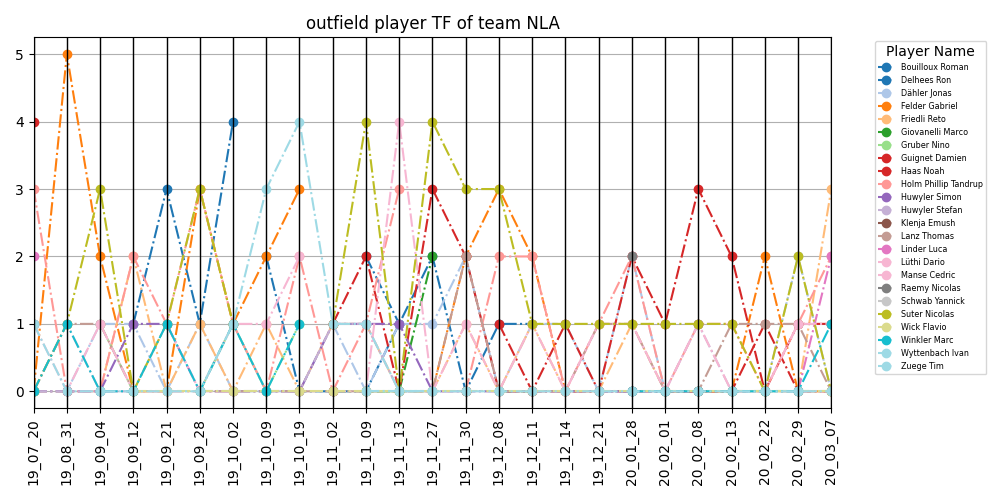 outfield player TF of team NLA
5
4
3
2
1
0
19_07_20
19_08_31
19_09_04
19_09_12
19_09_21
19_09_28
19_10_02
19_10_09
19_10_19
19_11_02
19_11_09
19_11_13
19_11_27
19_11_30
19_12_08
19_12_11
19_12_14
19_12_21
20_01_28
20_02_01
20_02_08
20_02_13
20_02_22
20_02_29
20_03_07
Player Name
Bouilloux Roman
Delhees Ron
Dähler Jonas
Felder Gabriel
Friedli Reto
Giovanelli Marco
Gruber Nino
Guignet Damien
Haas Noah
Holm Phillip Tandrup
Huwyler Simon
Huwyler Stefan
Klenja Emush
Lanz Thomas
Linder Luca
Lüthi Dario
Manse Cedric
Raemy Nicolas
Schwab Yannick
Suter Nicolas
Wick Flavio
Winkler Marc
Wyttenbach Ivan
Zuege Tim